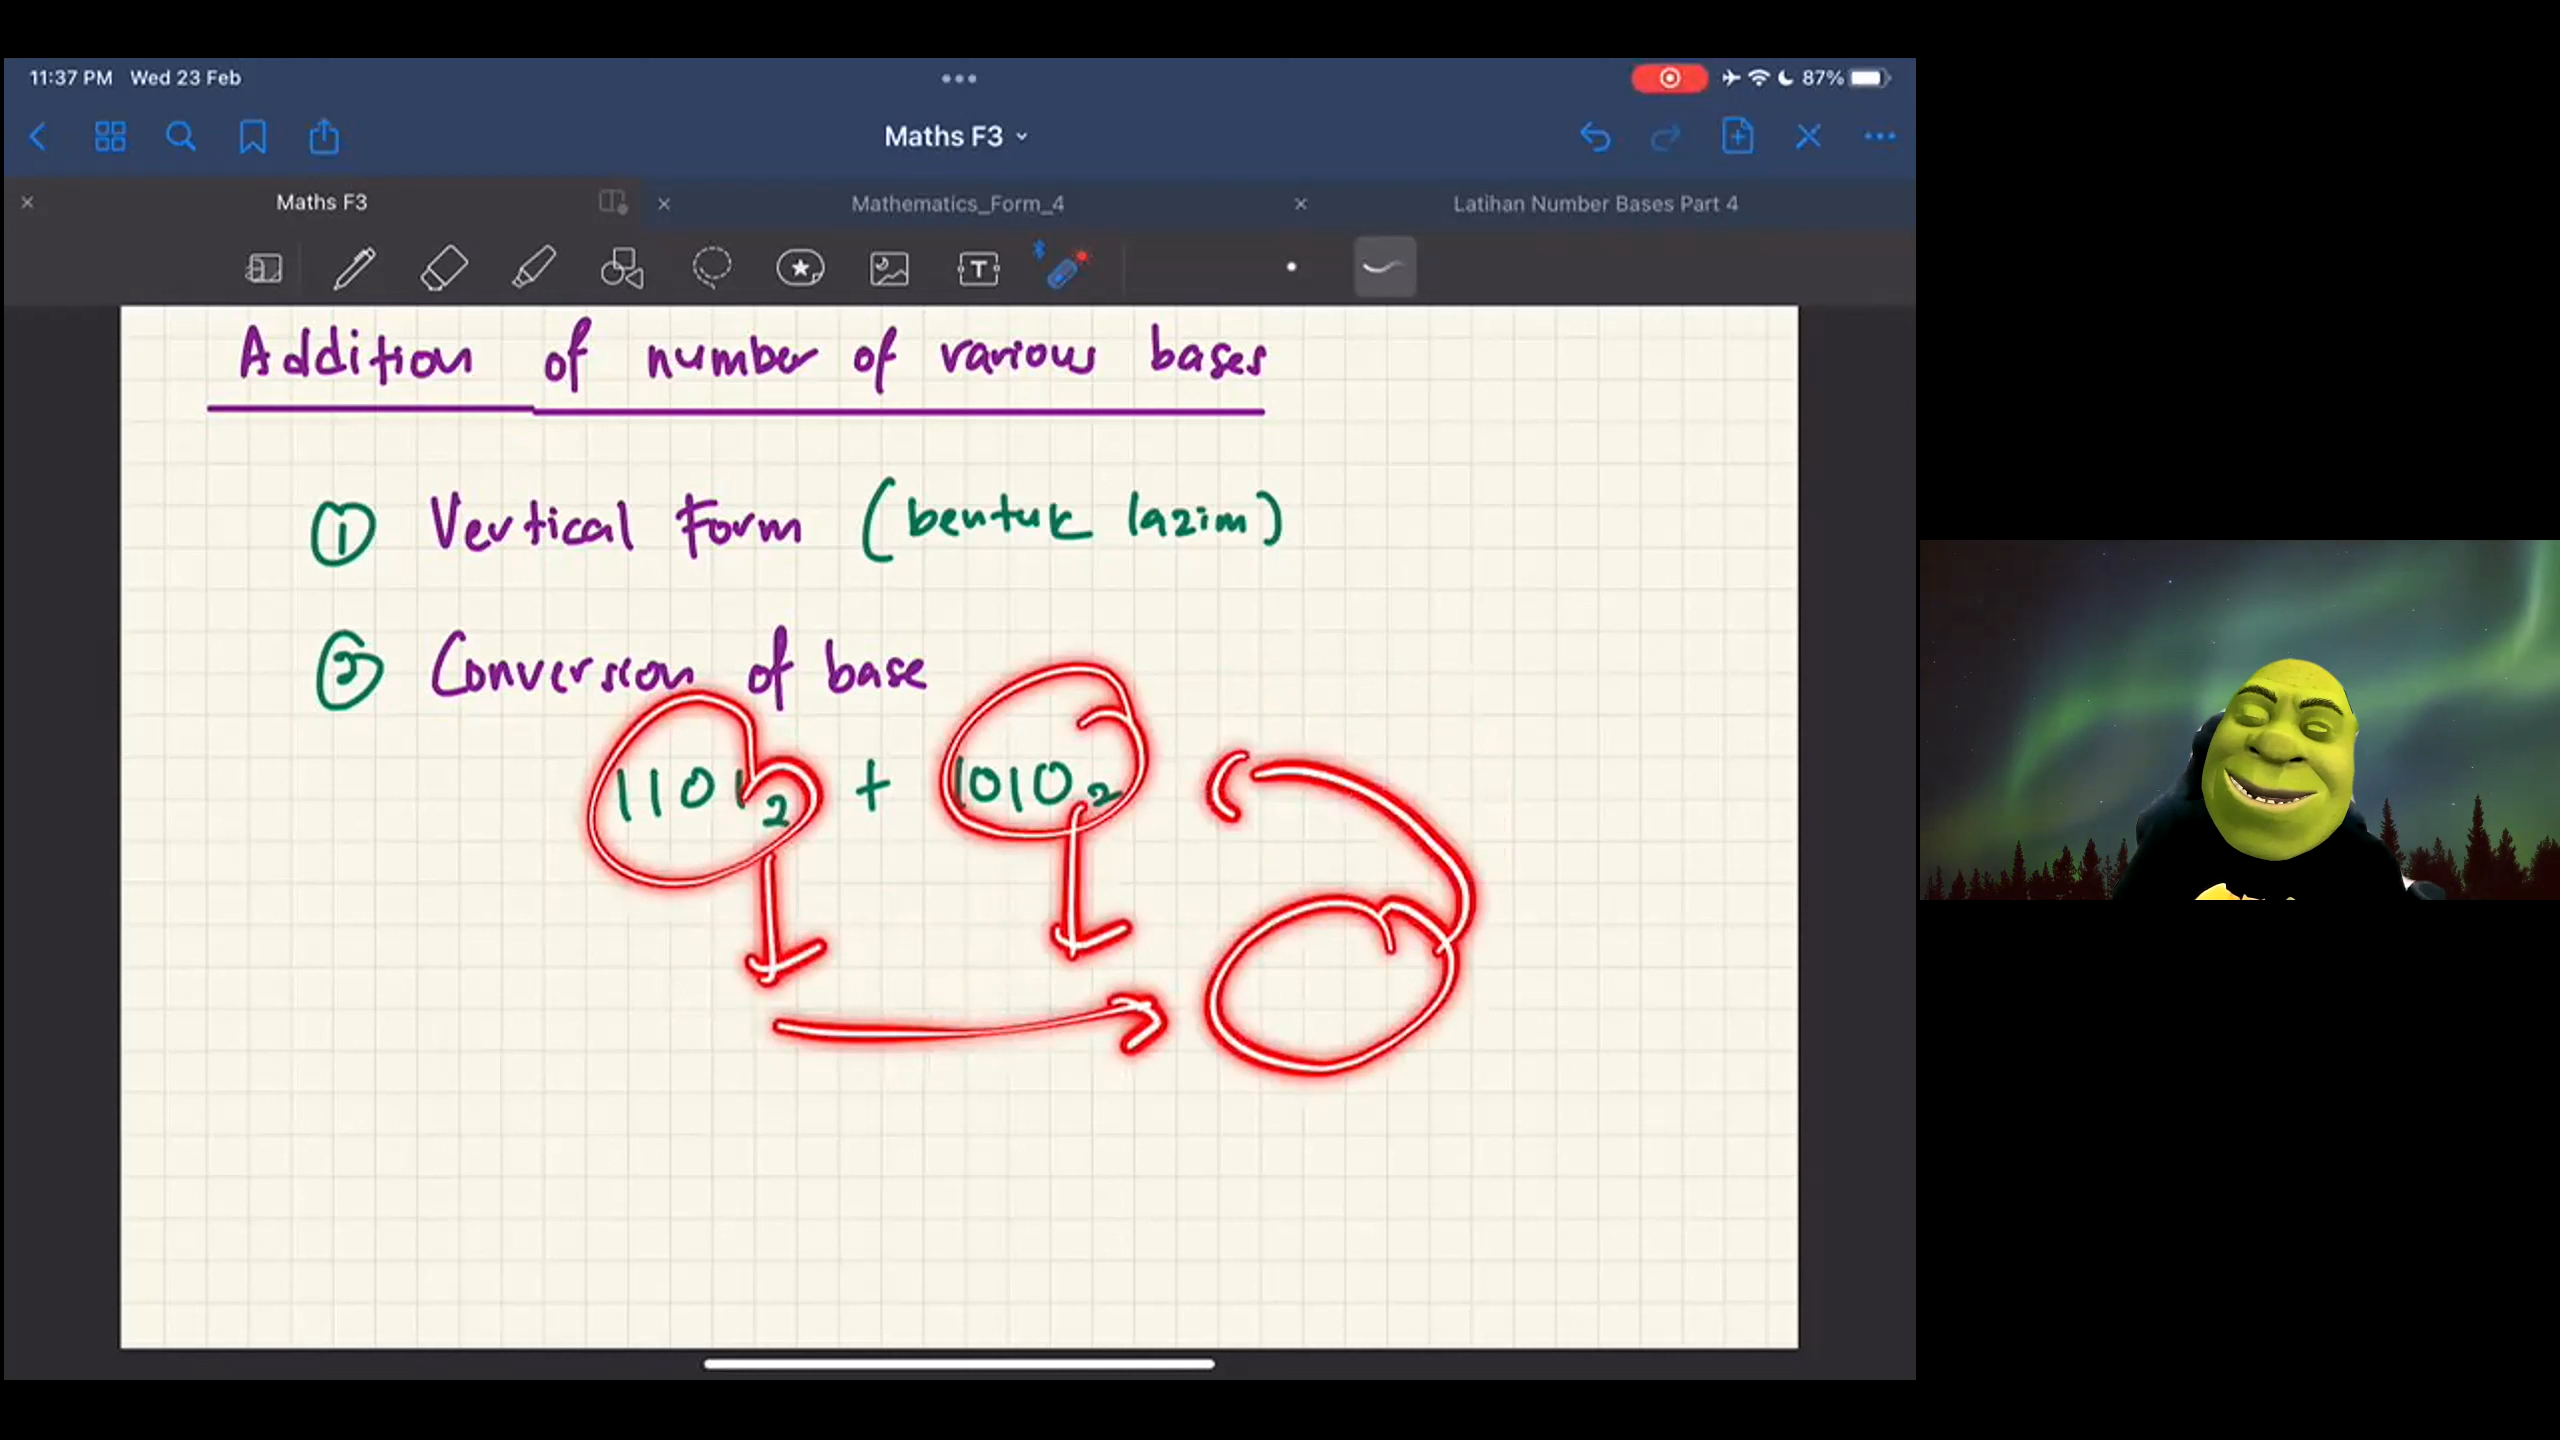 11:37 PM Wed 23 Feb
87%
Maths F3
Maths F3
Mathematics_Form_4
Latihan Number Bases Part 4
Addition of number of various bases
① Vertical Form (bentuk lazim)
② Conversion of base
1101₂ + 1010₂